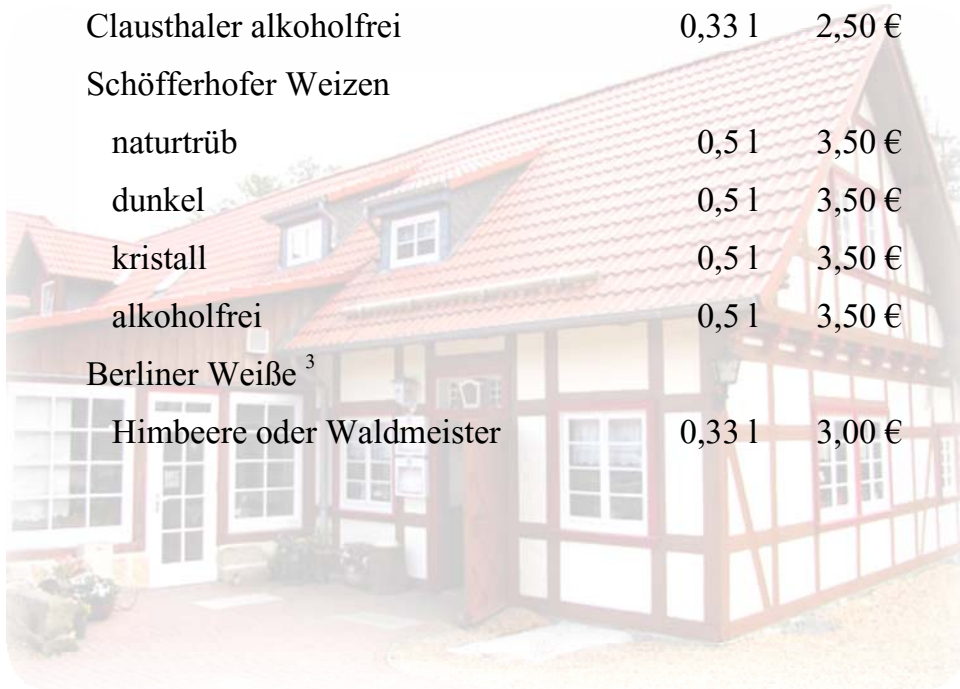 Clausthaler alkoholfrei 0,33 l 2,50 €
Schöfferhofer Weizen
naturtrüb 0,5 l 3,50 €
dunkel 0,5 l 3,50 €
kristall 0,5 l 3,50 €
alkoholfrei 0,5 l 3,50 €
Berliner Weiße ³
Himbeere oder Waldmeister 0,33 l 3,00 €